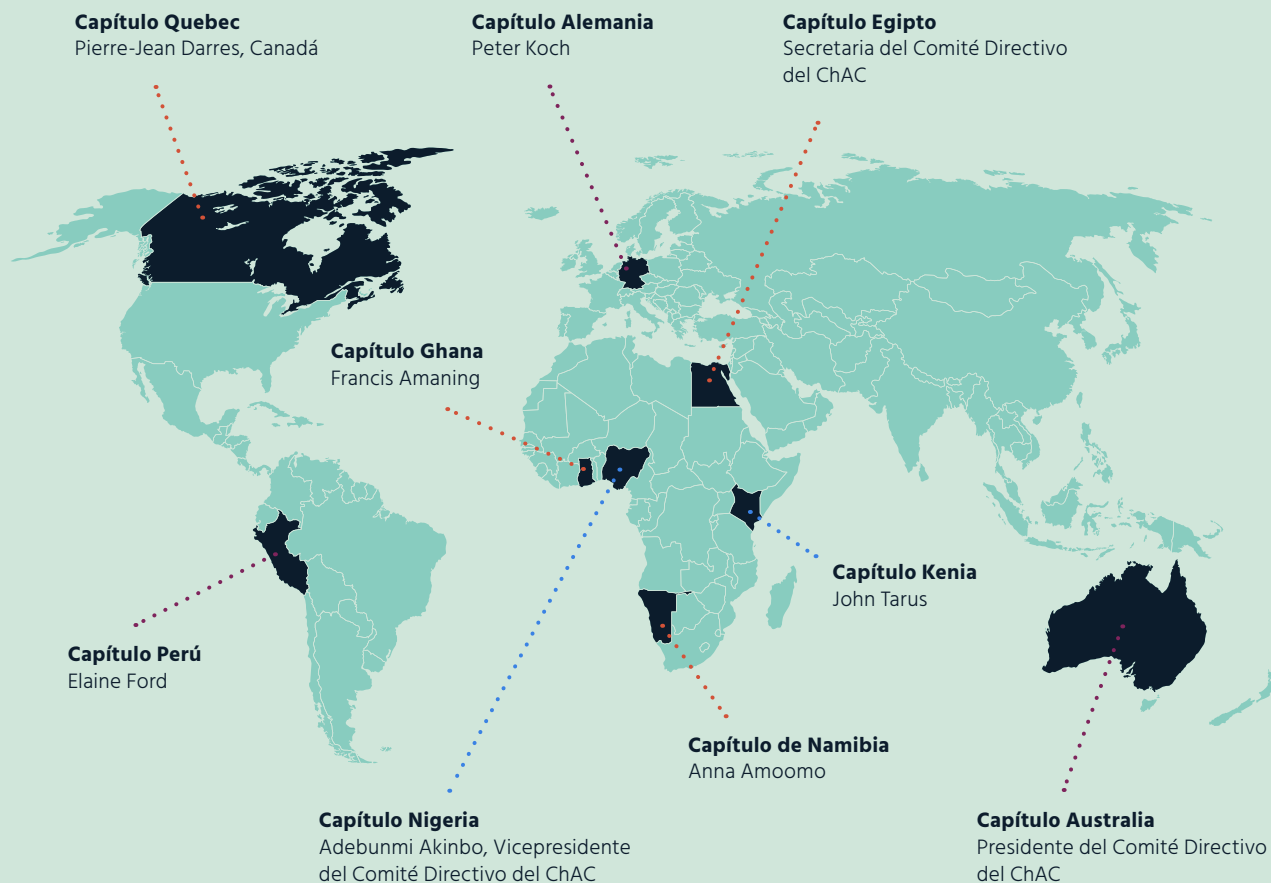 Capítulo Quebec
Pierre-Jean Darres, Canadá
Capítulo Alemania
Peter Koch
Capítulo Egipto
Secretaria del Comité Directivo
del ChAC
Capítulo Ghana
Francis Amaning
Capítulo Kenia
John Tarus
Capítulo Perú
Elaine Ford
Capítulo de Namibia
Anna Amoomo
Capítulo Nigeria
Adebunmi Akinbo, Vicepresidente
del Comité Directivo del ChAC
Capítulo Australia
Presidente del Comité Directivo
del ChAC